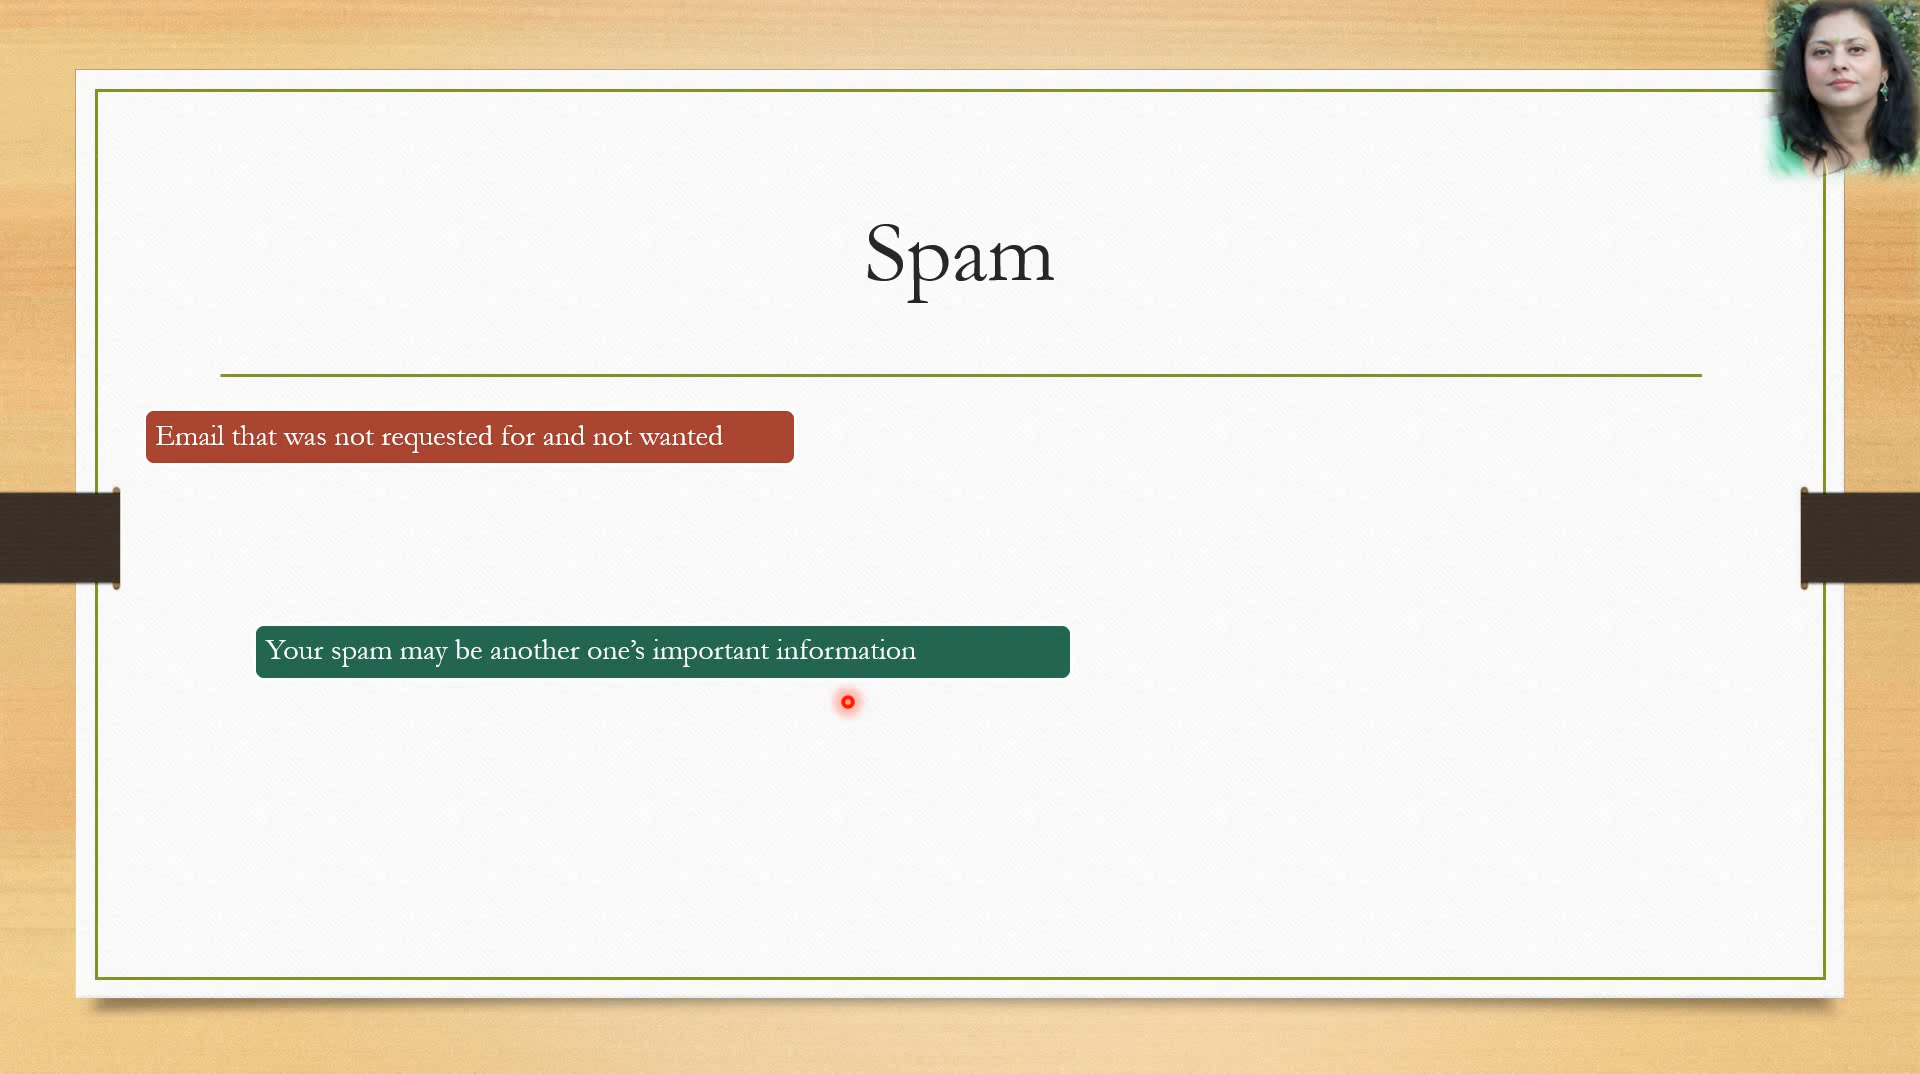 Spam
Email that was not requested for and not wanted
Your spam may be another one’s important information